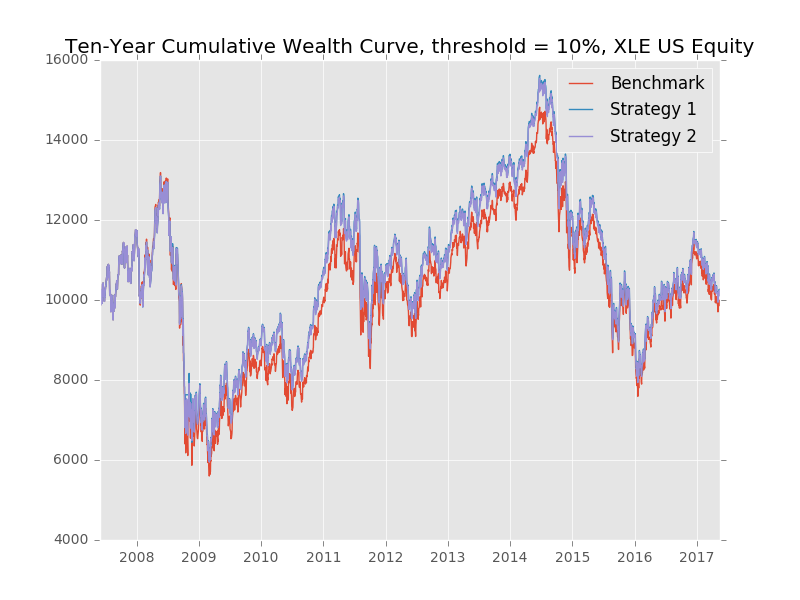 Ten-Year Cumulative Wealth Curve, threshold = 10%, XLE US Equity
16000
14000
12000
10000
8000
6000
4000
Benchmark
Strategy 1
Strategy 2
2008 2009 2010 2011 2012 2013 2014 2015 2016 2017